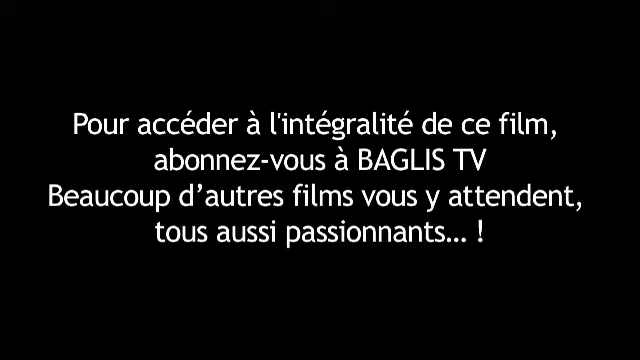 Pour accéder à l'intégralité de ce film,
abonnez-vous à BAGLIS TV
Beaucoup d’autres films vous y attendent,
tous aussi passionnants... !